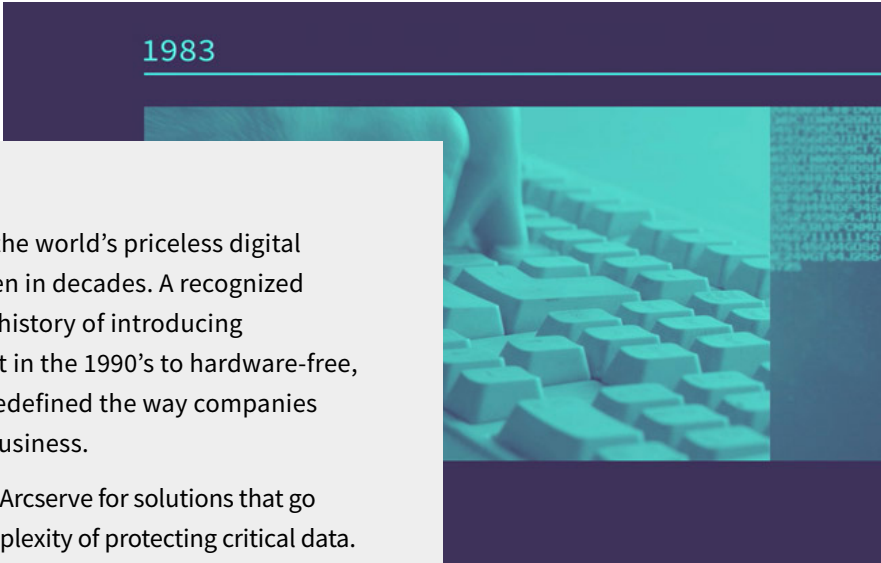 1983
the world’s priceless digital
en in decades. A recognized
history of introducing
t in the 1990’s to hardware-free,
edefined the way companies
usiness.
Arcserve for solutions that go
plexity of protecting critical data.